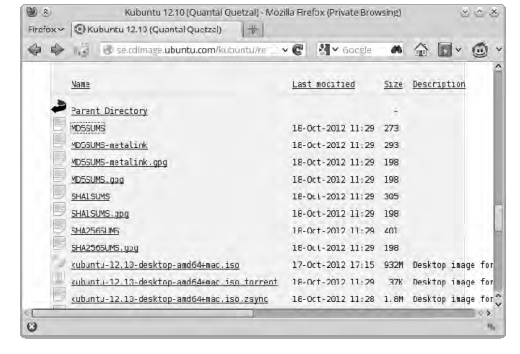 Kubuntu 12.10 (Quantal Quetzal) - Mozilla Firefox (Private Browsing)
Firefox
Kubuntu 12.10 (Quantal Quetzal)
se.cdimage.ubuntu.com/kubuntu/re
Google
Name Last modified Size Description
Parent Directory -
MD5SUMS 18-Oct-2012 11:29 273
MD5SUMS-metalink 18-Oct-2012 11:29 293
MD5SUMS-metalink.gpg 18-Oct-2012 11:29 198
MD5SUMS.gpg 18-Oct-2012 11:29 198
SHA1SUMS 18-Oct-2012 11:29 305
SHA1SUMS.gpg 18-Oct-2012 11:29 198
SHA256SUMS 18-Oct-2012 11:29 401
SHA256SUMS.gpg 18-Oct-2012 11:29 198
kubuntu-12.10-desktop-amd64+mac.iso 17-Oct-2012 17:15 932M Desktop image for
kubuntu-12.10-desktop-amd64+mac.iso.torrent 18-Oct-2012 11:29 37K Desktop image for
kubuntu-12.10-desktop-amd64+mac.iso.zsync 18-Oct-2012 11:28 1.8M Desktop image for